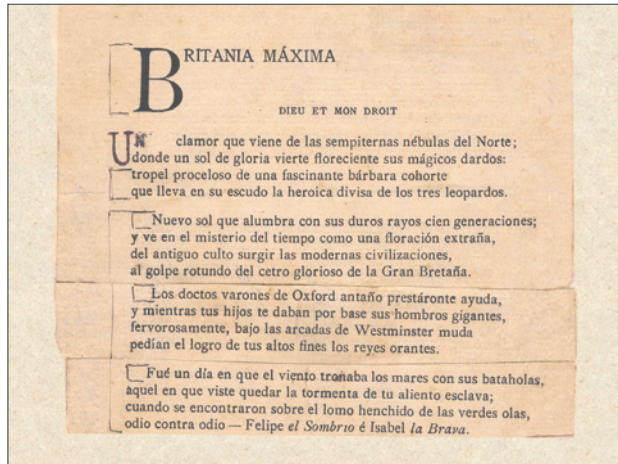 BRITANIA MÁXIMA
DIEU ET MON DROIT
UN clamor que viene de las sempiternas nébulas del Norte;
donde un sol de gloria vierte floreciente sus mágicos dardos:
tropel proceloso de una fascinante bárbara cohorte
que lleva en su escudo la heroica divisa de los tres leopardos.
Nuevo sol que alumbra con sus duros rayos cien generaciones;
y ve en el misterio del tiempo como una floración extraña,
del antiguo culto surgir las modernas civilizaciones,
al golpe rotundo del cetro glorioso de la Gran Bretaña.
Los doctos varones de Oxford antaño prestáronte ayuda,
y mientras tus hijos te daban por base sus hombros gigantes,
fervorosamente, bajo las arcadas de Westminster muda
pedían el logro de tus altos fines los reyes orantes.
Fué un día en que el viento tronaba los mares con sus bataholas,
aquel en que viste quedar la tormenta de tu aliento esclava;
cuando se encontraron sobre el lomo henchido de las verdes olas,
odio contra odio — Felipe el Sombrio é Isabel la Brava.